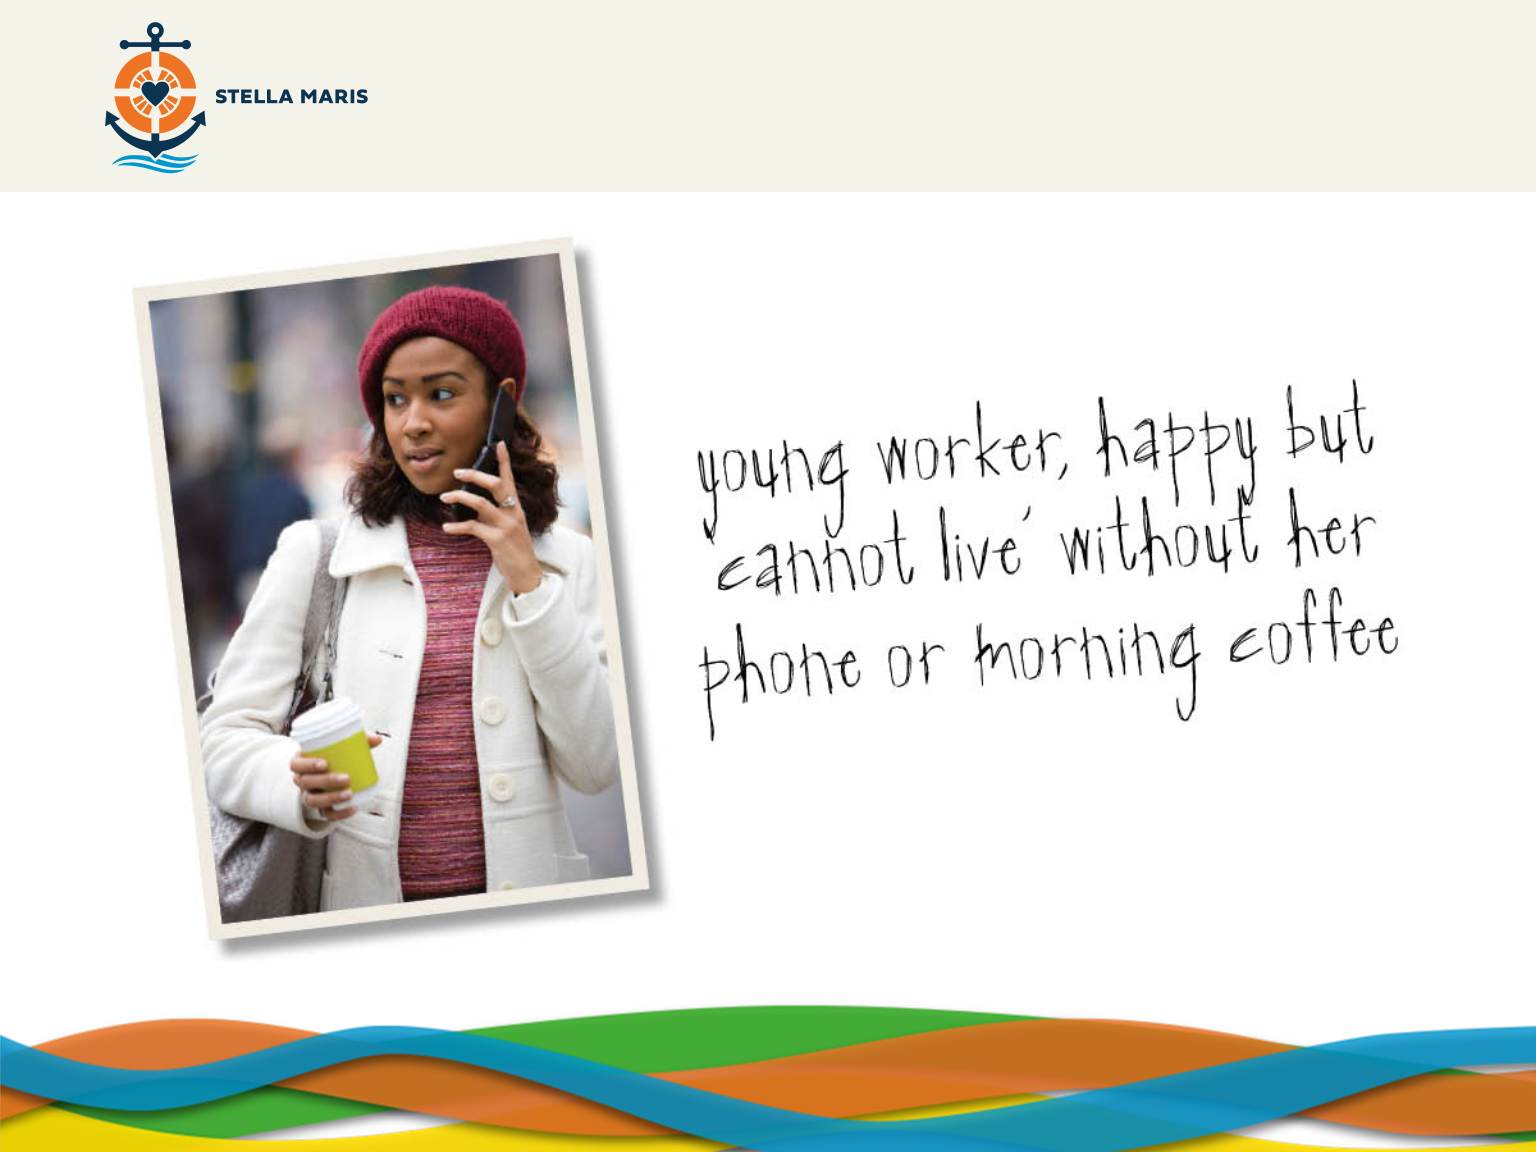 STELLA MARIS
young worker, happy but
'cannot live' without her
phone or morning coffee